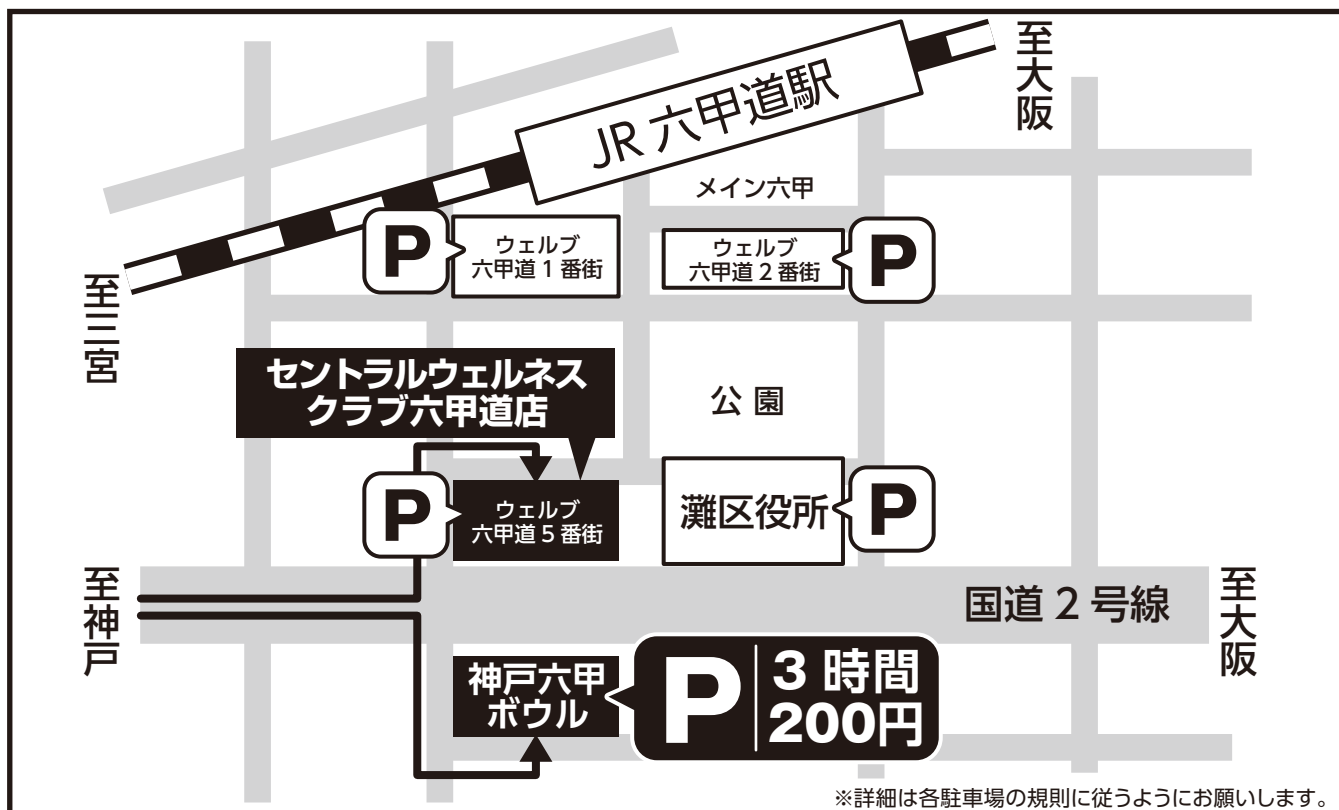 至大阪
JR 六甲道駅
メイン六甲
P
ウェルブ
六甲道 1 番街
ウェルブ
六甲道 2 番街
P
至三宮
セントラルウェルネス
クラブ六甲道店
公 園
P
ウェルブ
六甲道 5 番街
灘区役所
P
至神戸
国道 2 号線
至大阪
神戸六甲
ボウル
P
3 時間
200円
※詳細は各駐車場の規則に従うようにお願いします。